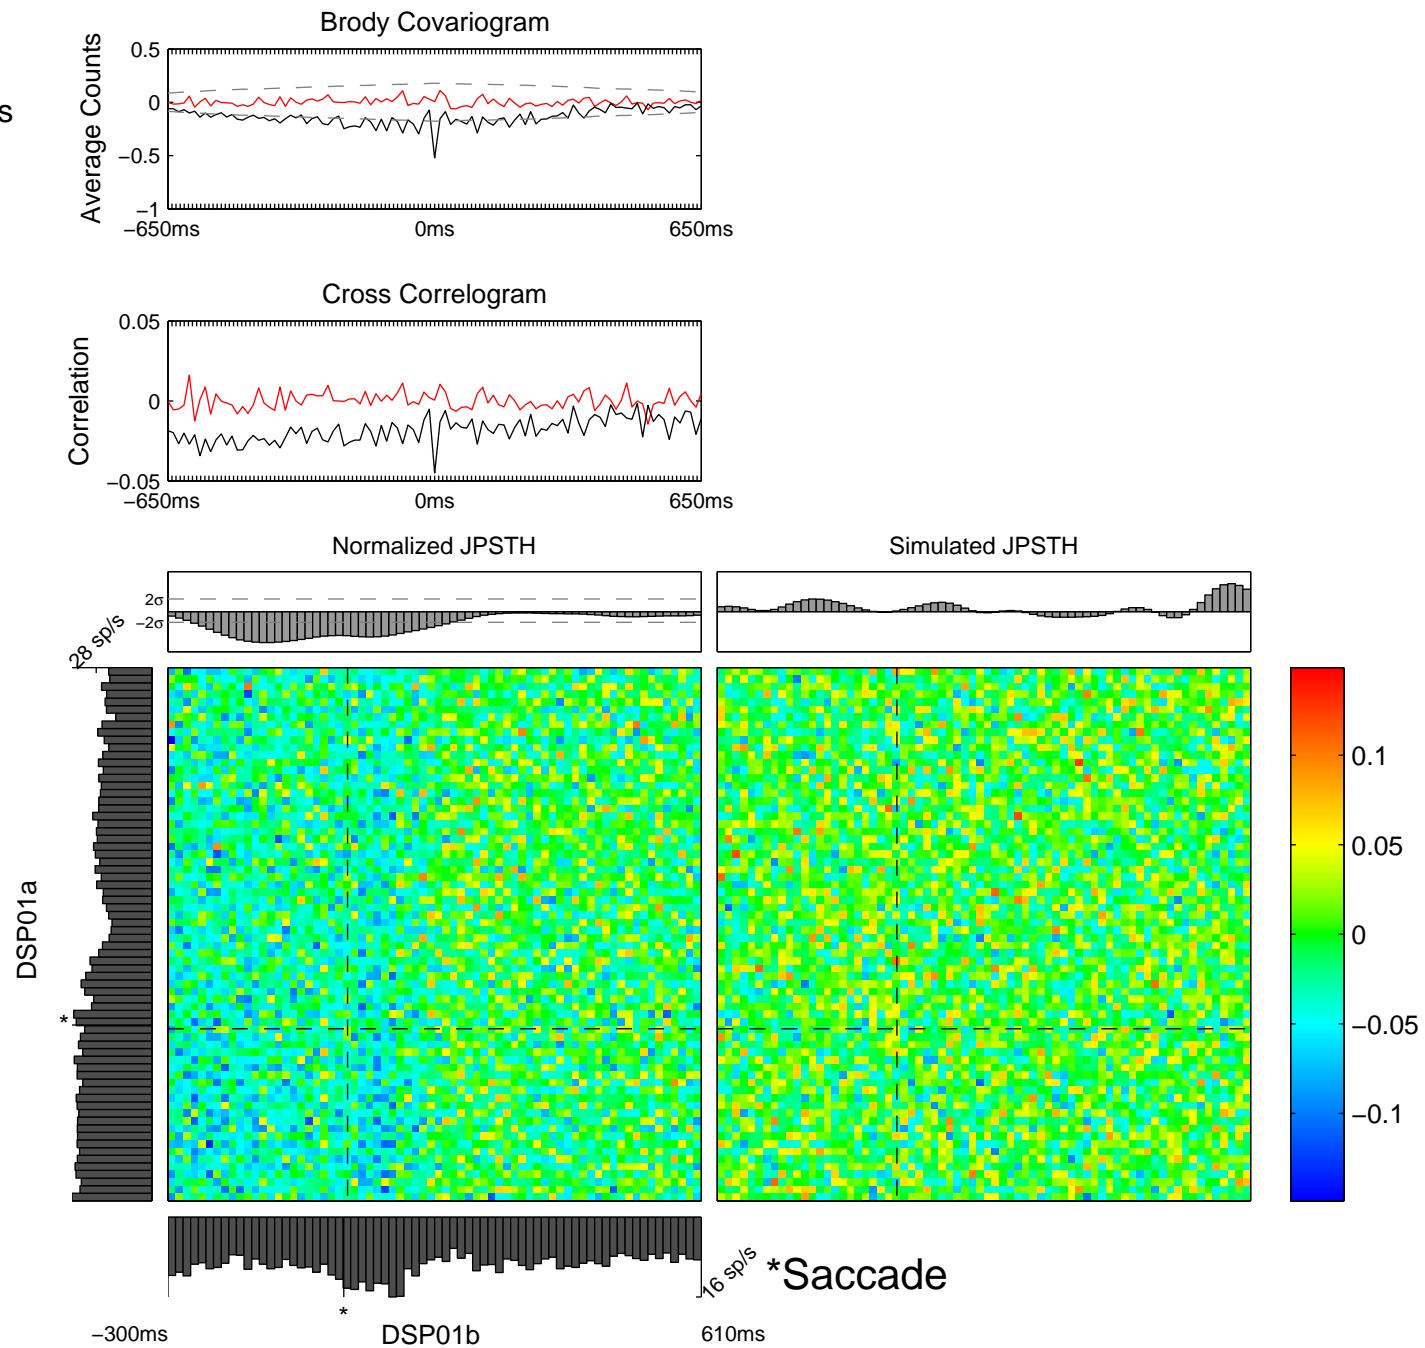 Brody Covariogram
s
Average Counts
0.5
0
−0.5
−1
−650ms
0ms
650ms
Cross Correlogram
Correlation
0.05
0
−0.05
−650ms
0ms
650ms
Normalized JPSTH
Simulated JPSTH
2σ
−2σ
28 sp/s
DSP01a
*
0.1
0.05
0
−0.05
−0.1
16 sp/s
*Saccade
*
−300ms
DSP01b
610ms